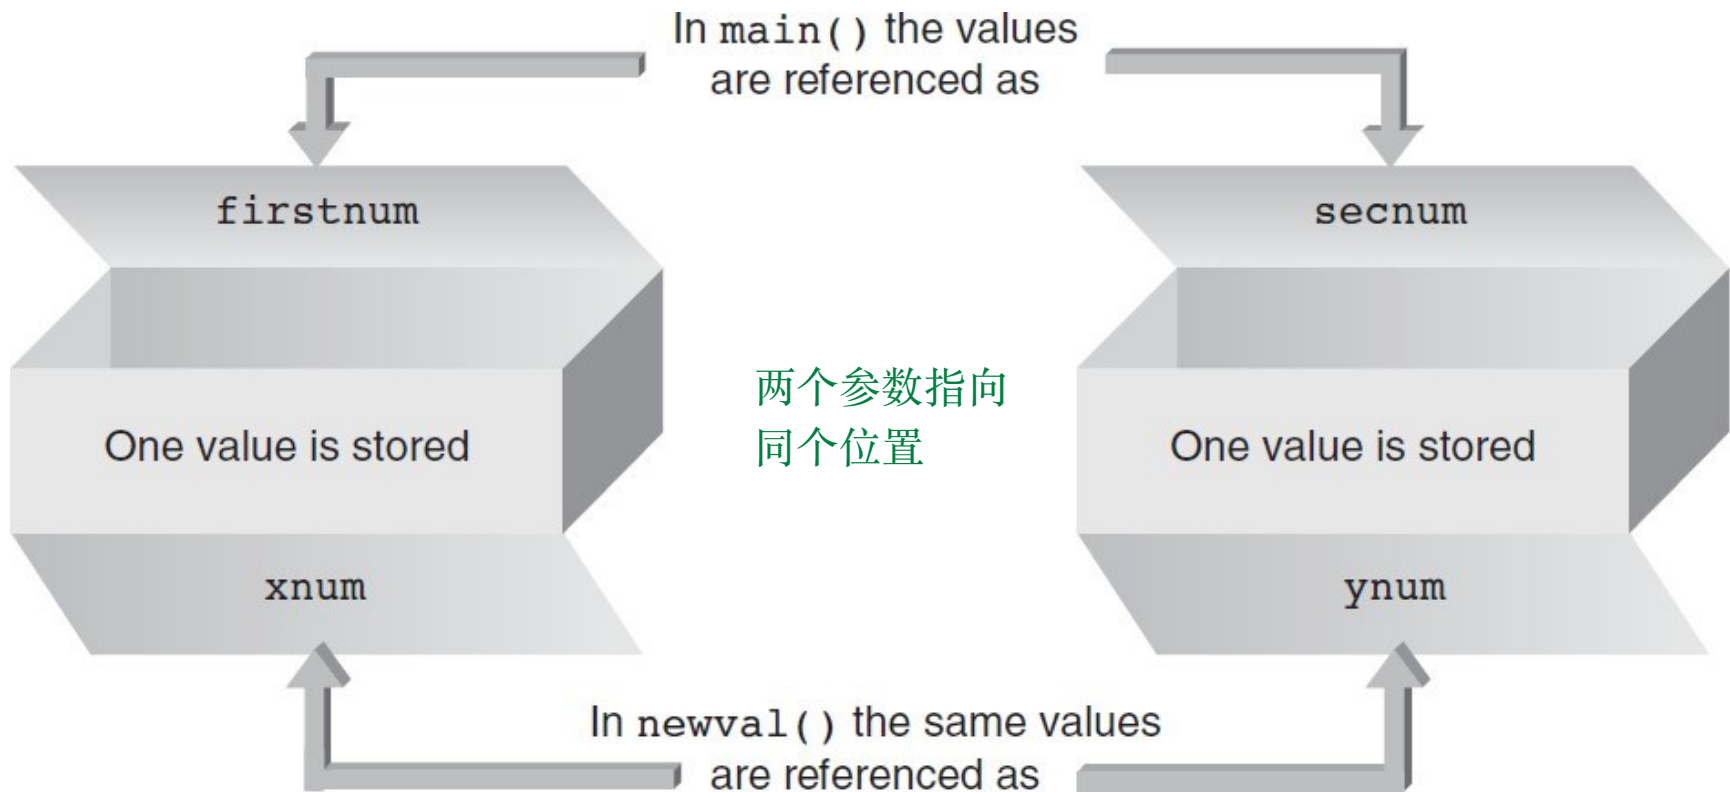 In main() the values
are referenced as
firstnum
secnum
两个参数指向
同个位置
One value is stored
One value is stored
xnum
ynum
In newval() the same values
are referenced as